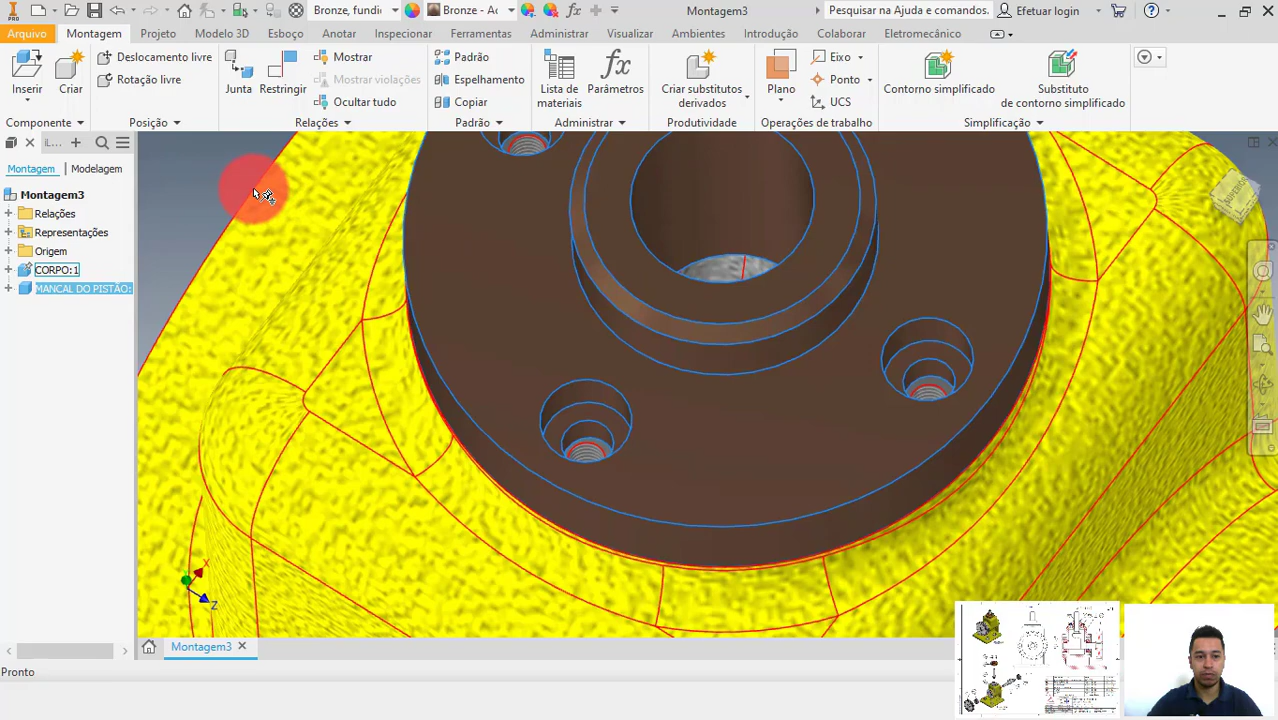 PRO
Bronze, fundi
Bronze - Ac
Montagem3
Pesquisar na Ajuda e comandos.
Efetuar login
Arquivo
Montagem
Projeto
Modelo 3D
Esboço
Anotar
Inspecionar
Ferramentas
Administrar
Visualizar
Ambientes
Introdução
Colaborar
Eletromecânico
Inserir
Criar
Deslocamento livre
Rotação livre
Junta
Restringir
Mostrar
Mostrar violações
Ocultar tudo
Padrão
Espelhamento
Copiar
Lista de
materiais
Parâmetros
Criar substitutos
derivados
Plano
Eixo
Ponto
UCS
Contorno simplificado
Substituto
de contorno simplificado
Componente
Posição
Relações
Padrão
Administrar
Produtividade
Operações de trabalho
Simplificação
Montagem
Modelagem
Montagem3
Relações
Representações
Origem
CORPO:1
MANCAL DO PISTÃO:
SUPERIOR
X
Z
Montagem3
Pronto